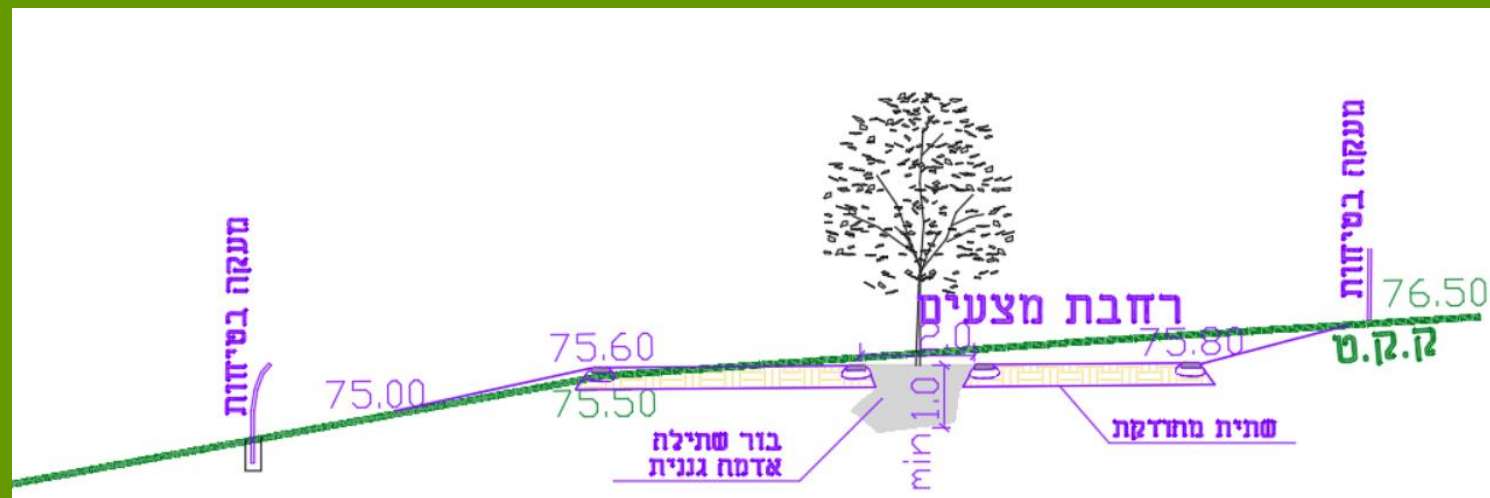 מעקה בטיחות
76.50
רחבת מצעים
ק.ק.ט
2.0
75.80
75.60
מעקה בטיחות
75.00
75.50
min 1.0
שתית מהודקת
בור שתילה
אדמה גננית